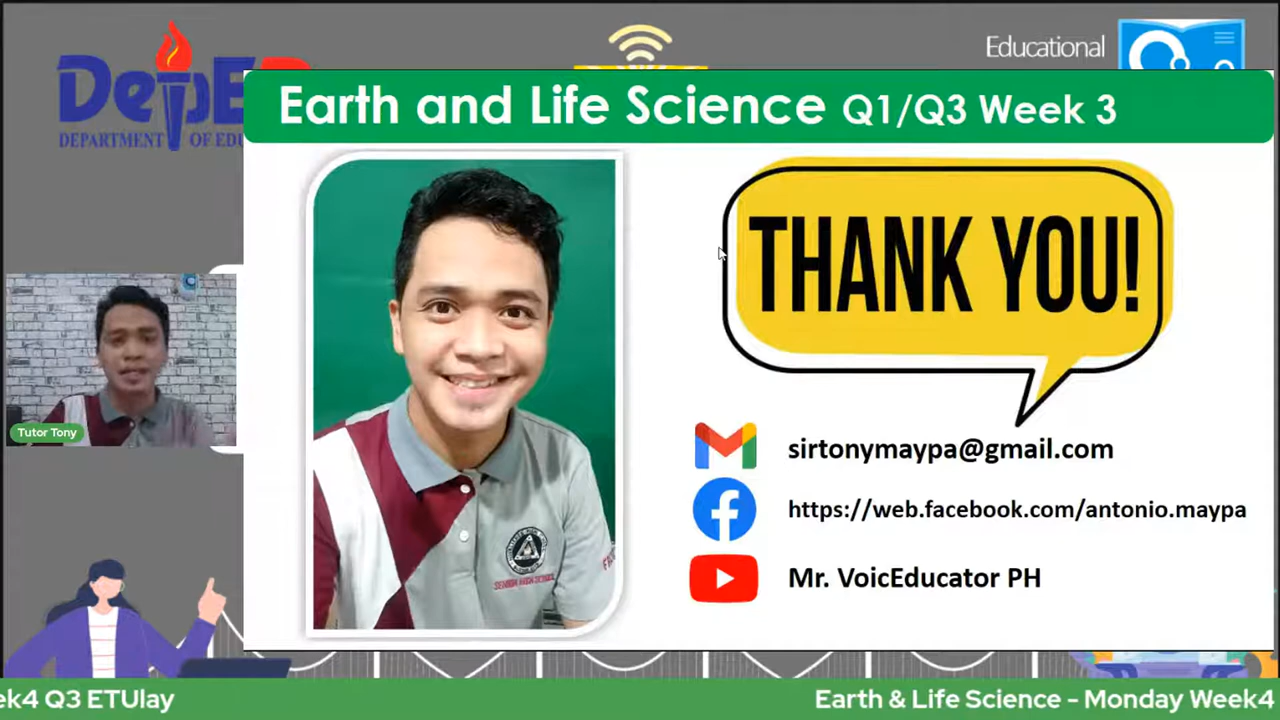 DepE
DEPARTMENT OF EDU
Educational
Earth and Life Science Q1/Q3 Week 3
THANK YOU!
Tutor Tony
SENIOR HIGH SCHOOL
sirtonymaypa@gmail.com
https://web.facebook.com/antonio.maypa
Mr. VoicEducator PH
ek4 Q3 ETUlay
Earth & Life Science - Monday Week4